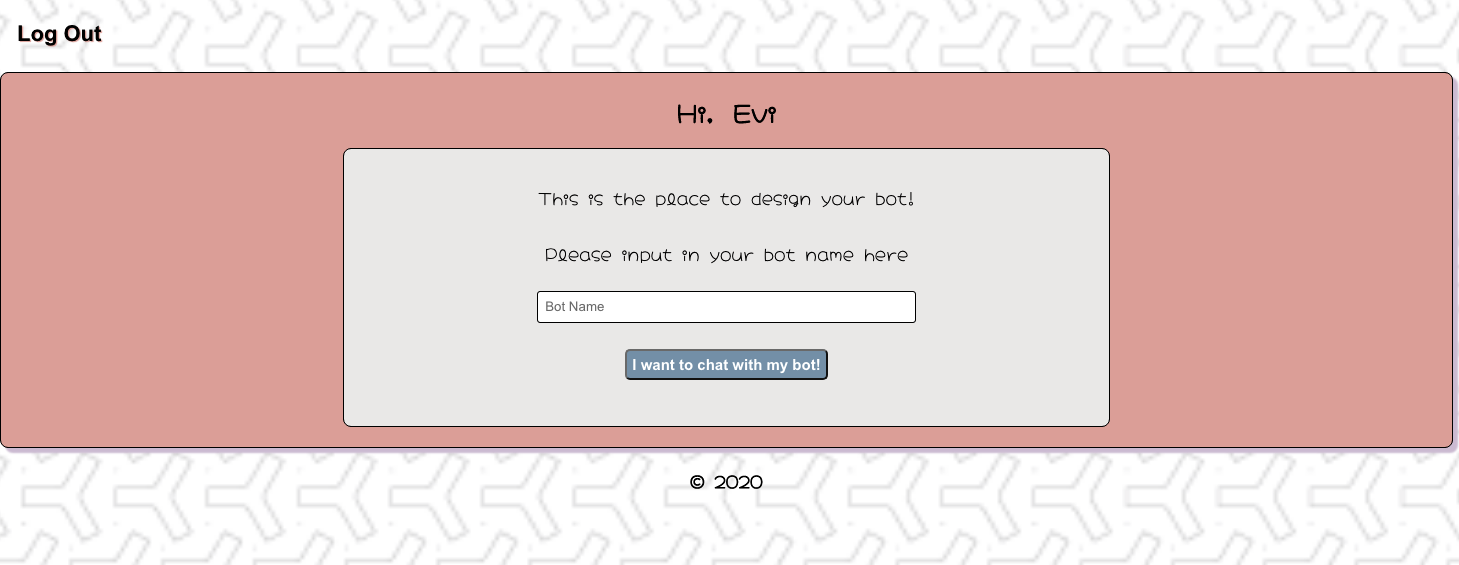 Log Out
Hi, Evi
This is the place to design your bot!
Please input in your bot name here
Bot Name
I want to chat with my bot!
© 2020